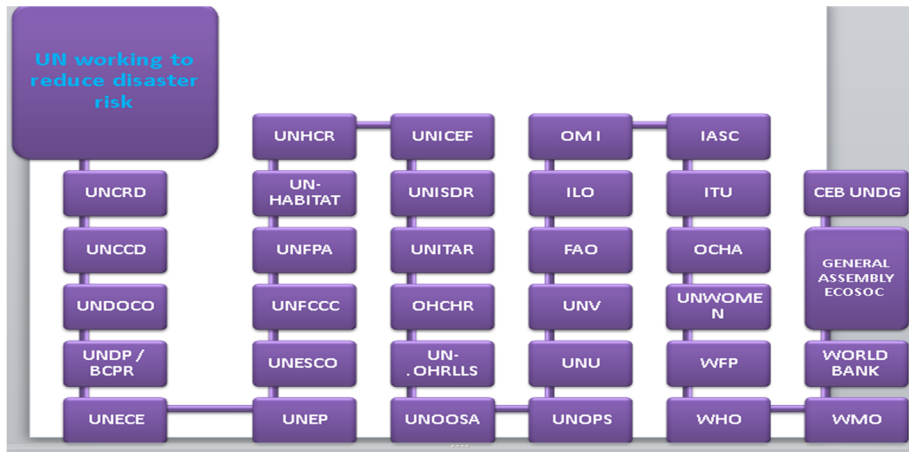 UN working to
reduce disaster
risk
UNCRD
UNCCD
UNDOCO
UNDP /
BCPR
UNECE
UNHCR
UN-
HABITAT
UNFPA
UNFCCC
UNESCO
UNEP
UNICEF
UNISDR
UNITAR
OHCHR
UN-
.OHRLLS
UNOOSA
OMI
ILO
FAO
UNV
UNU
UNOPS
IASC
ITU
OCHA
UNWOME
N
WFP
WHO
CEB UNDG
GENERAL
ASSEMBLY
ECOSOC
WORLD
BANK
WMO